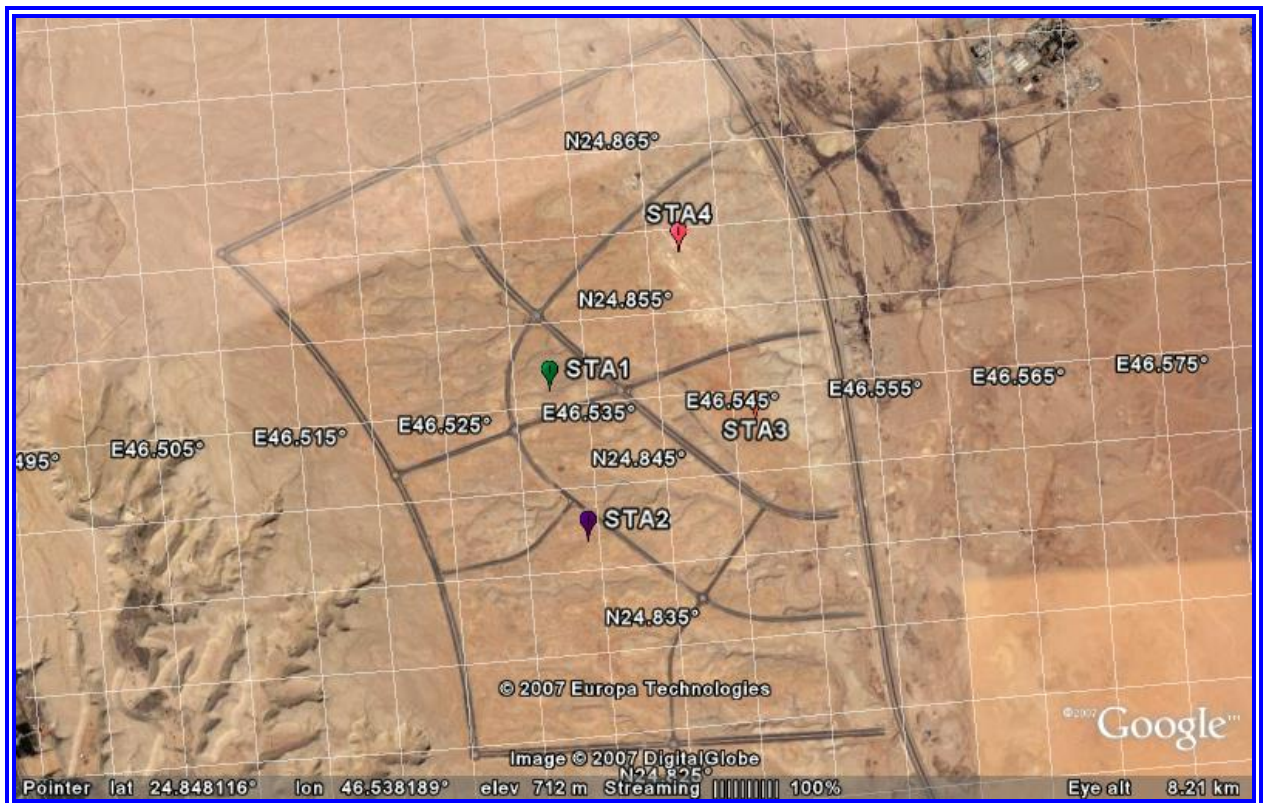 N24.865°
STA4
N24.855°
STA1
E46.575°
E46.565°
E46.555°
E46.545°
E46.535°
E46.525°
E46.515°
E46.505°
495°
STA3
N24.845°
STA2
N24.835°
© 2007 Europa Technologies
©2007 Google™
Image © 2007 DigitalGlobe
N24.825°
Pointer lat 24.848116° lon 46.538189° elev 712 m Streaming |||||||||| 100% Eye alt 8.21 km